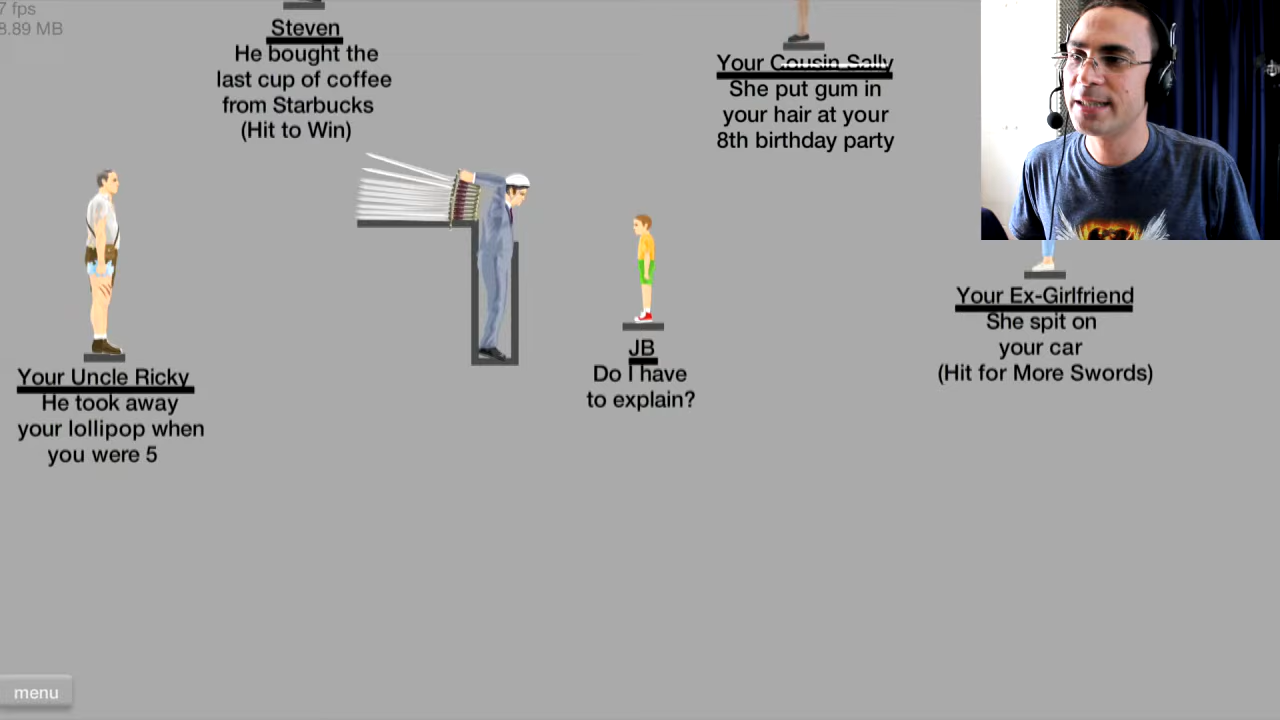 7 fps
8.89 MB
Steven
He bought the
last cup of coffee
from Starbucks
(Hit to Win)
Your Cousin Sally
She put gum in
your hair at your
8th birthday party
Your Uncle Ricky
He took away
your lollipop when
you were 5
JB
Do I have
to explain?
Your Ex-Girlfriend
She spit on
your car
(Hit for More Swords)
menu